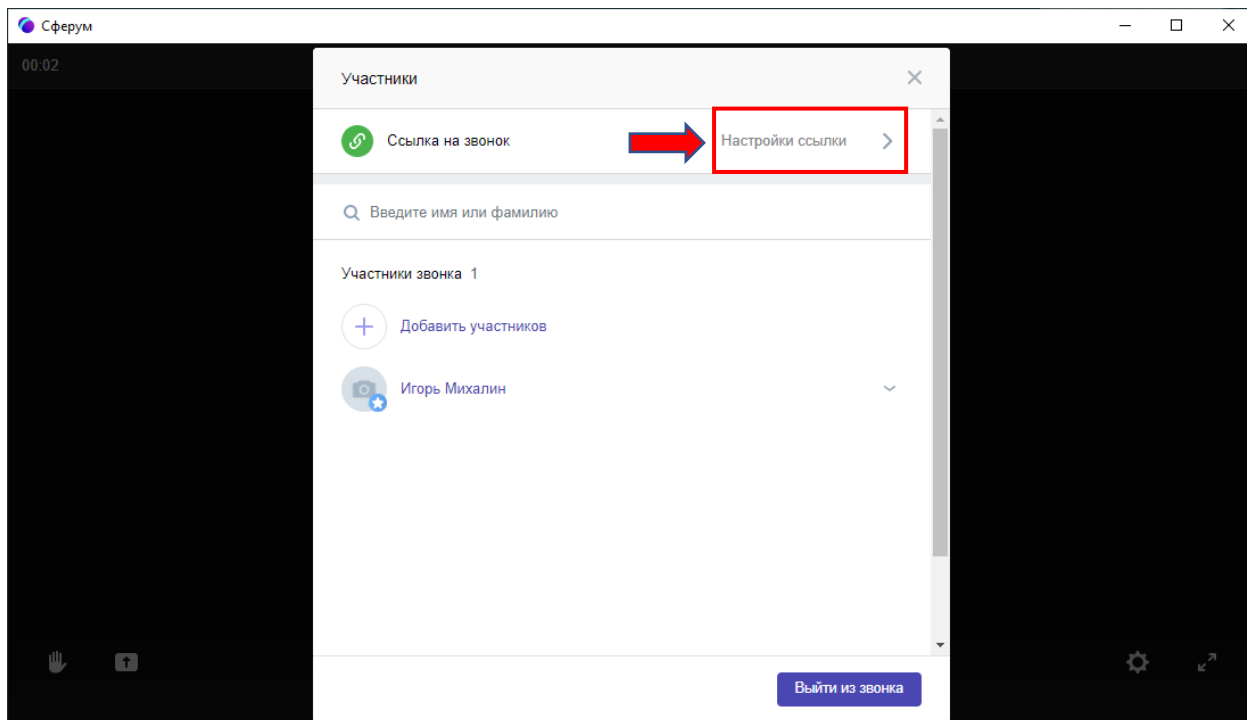 Сферум
00:02
Участники
Ссылка на звонок
Настройки ссылки
Введите имя или фамилию
Участники звонка 1
Добавить участников
Игорь Михалин
Выйти из звонка